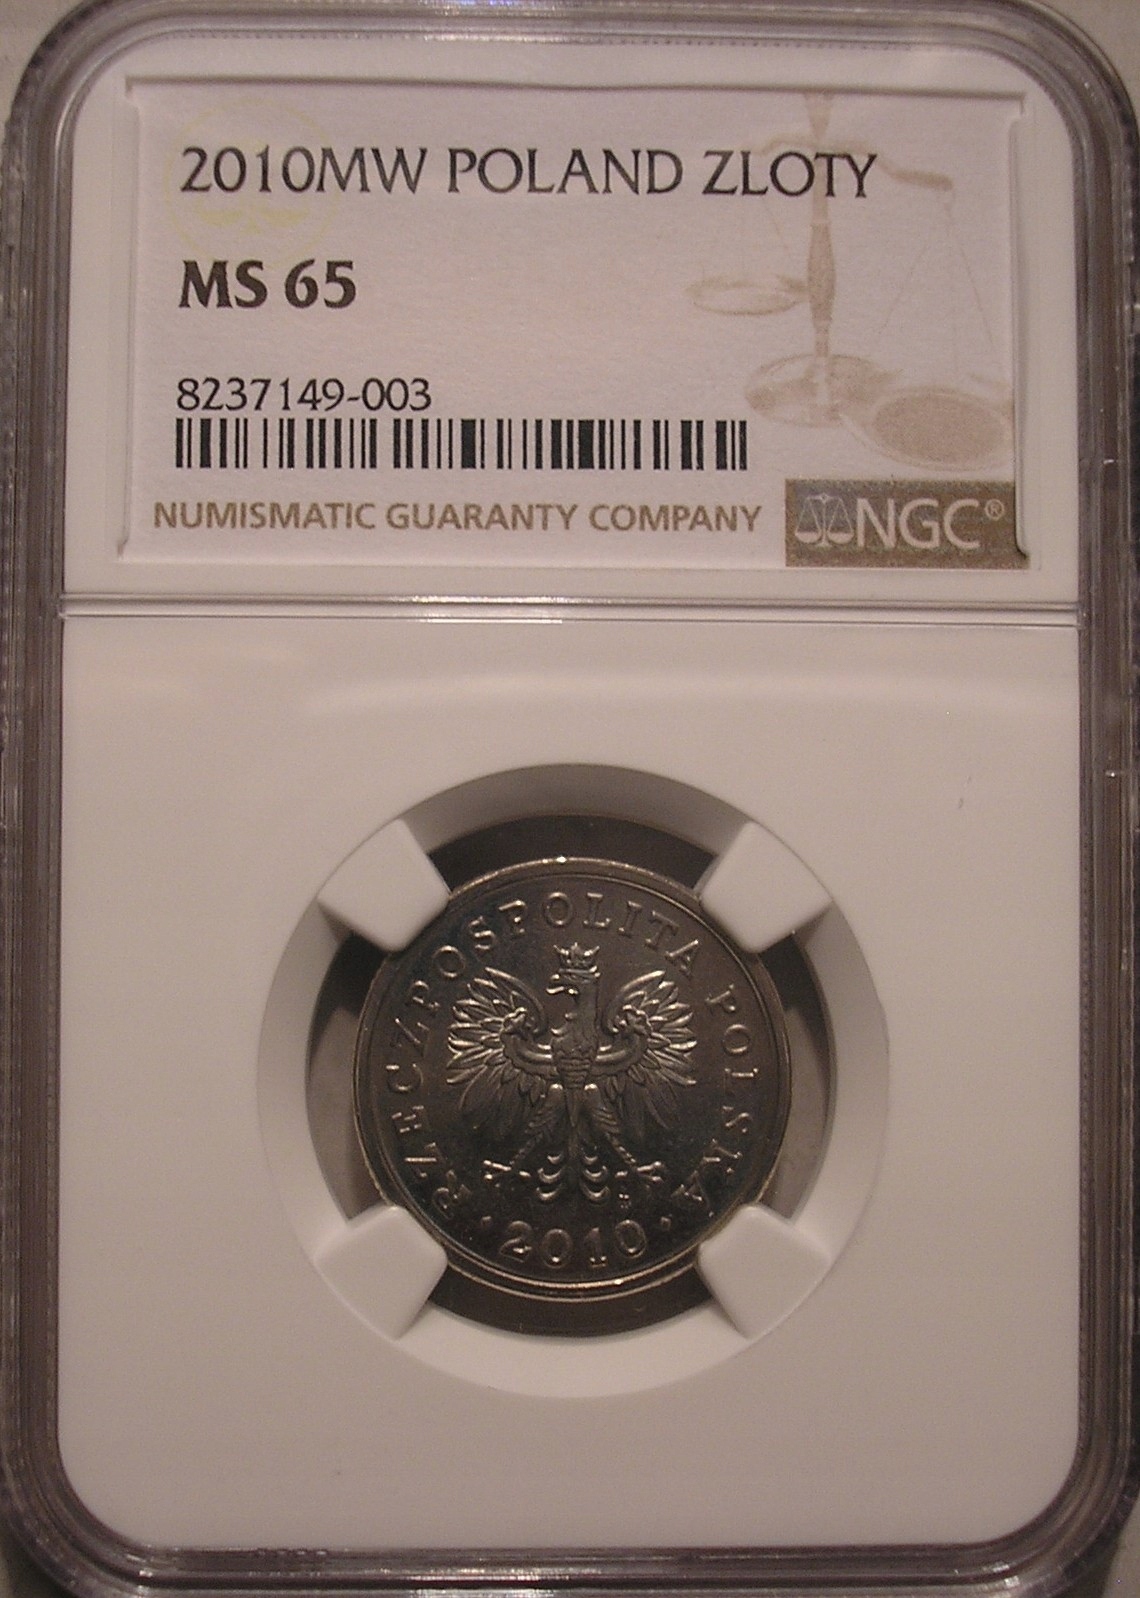 2010MW POLAND ZLOTY
MS 65
8237149-003
NUMISMATIC GUARANTY COMPANY
NGC®
RZECZPOSPOLITA POLSKA
· 2010 ·